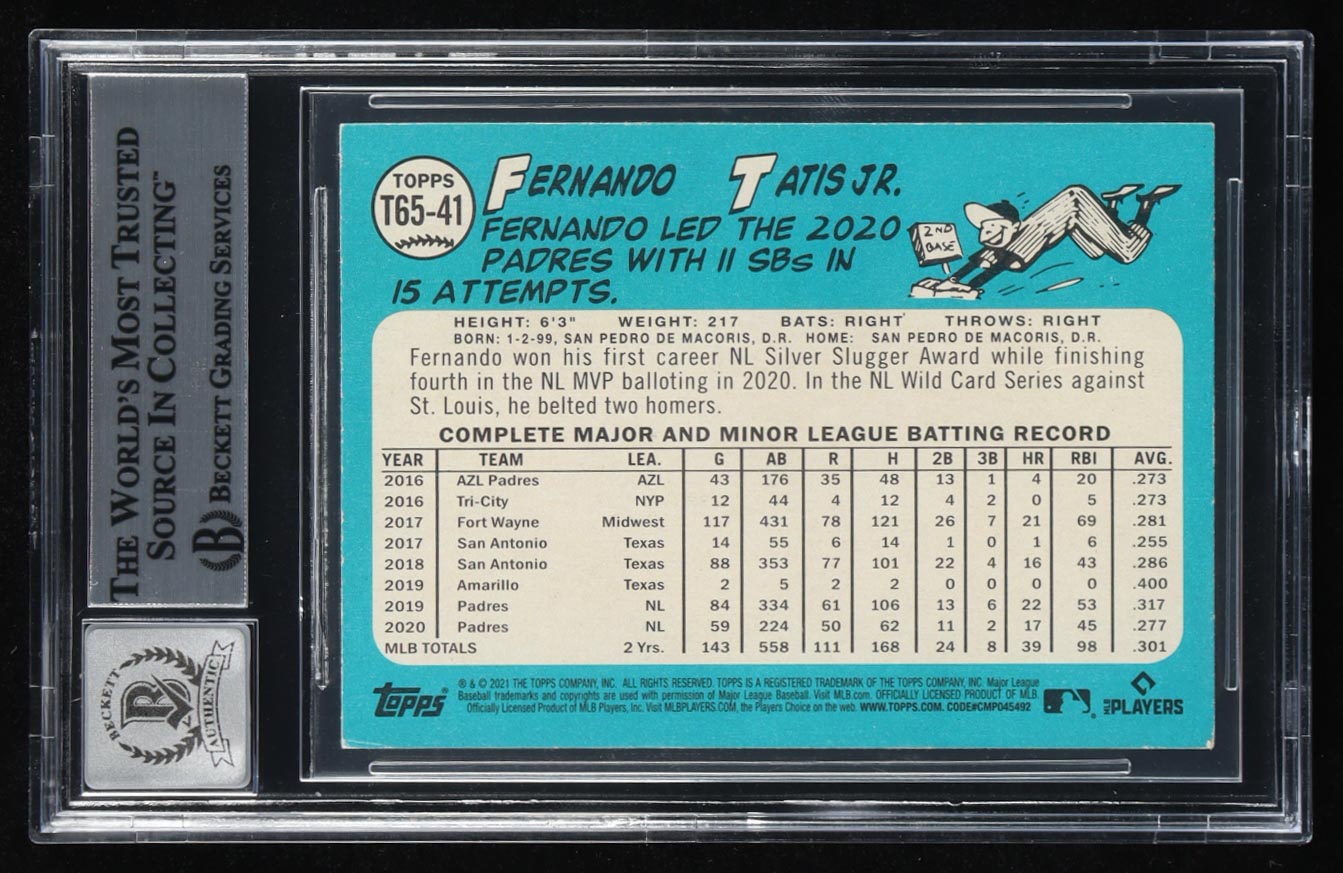 THE WORLD'S MOST TRUSTED
SOURCE IN COLLECTING™
BECKETT GRADING SERVICES
B
BECKETT
B
AUTHENTIC
TOPPS
T65-41
FERNANDO TATIS JR.
FERNANDO LED THE 2020
PADRES WITH 11 SBS IN
15 ATTEMPTS.
2ND
BASE
HEIGHT: 6'3" WEIGHT: 217 BATS: RIGHT THROWS: RIGHT
BORN: 1-2-99, SAN PEDRO DE MACORIS, D.R. HOME: SAN PEDRO DE MACORIS, D.R.
Fernando won his first career NL Silver Slugger Award while finishing
fourth in the NL MVP balloting in 2020. In the NL Wild Card Series against
St. Louis, he belted two homers.
COMPLETE MAJOR AND MINOR LEAGUE BATTING RECORD
YEAR TEAM LEA. G AB R H 2B 3B HR RBI AVG.
2016 AZL Padres AZL 43 176 35 48 13 1 4 20 .273
2016 Tri-City NYP 12 44 4 12 4 2 0 5 .273
2017 Fort Wayne Midwest 117 431 78 121 26 7 21 69 .281
2017 San Antonio Texas 14 55 6 14 1 0 1 6 .255
2018 San Antonio Texas 88 353 77 101 22 4 16 43 .286
2019 Amarillo Texas 2 5 2 2 0 0 0 0 .400
2019 Padres NL 84 334 61 106 13 6 22 53 .317
2020 Padres NL 59 224 50 62 11 2 17 45 .277
MLB TOTALS 2 Yrs. 143 558 111 168 24 8 39 98 .301
topps®
® & © 2021 THE TOPPS COMPANY, INC. ALL RIGHTS RESERVED. TOPPS IS A REGISTERED TRADEMARK OF THE TOPPS COMPANY, INC. Major League
Baseball trademarks and copyrights are used with permission of Major League Baseball. Visit MLB.com. OFFICIALLY LICENSED PRODUCT OF MLB
Officially Licensed Product of MLB Players, Inc. Visit MLBPLAYERS.COM, the Players Choice on the web. WWW.TOPPS.COM. CODE#CMP045492
MLB PLAYERS